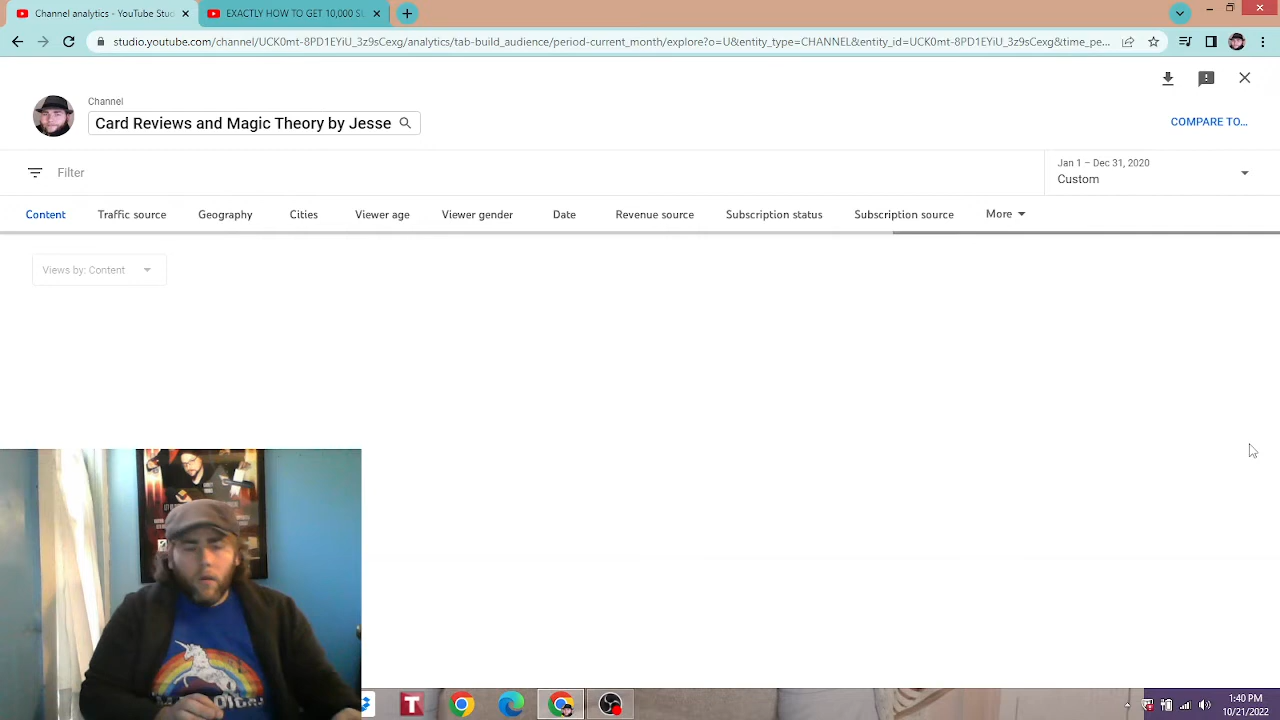 Channel analytics - YouTube Stu
EXACTLY HOW TO GET 10,000 SU
studio.youtube.com/channel/UCK0mt-8PD1EYiU_3z9sCexg/analytics/tab-build_audience/period-current_month/explore?o=U&entity_type=CHANNEL&entity_id=UCK0mt-8PD1EYiU_3z9sCexg&time_pe...
Channel
Card Reviews and Magic Theory by Jesse
COMPARE TO...
Filter
Jan 1 – Dec 31, 2020
Custom
Content Traffic source Geography Cities Viewer age Viewer gender Date Revenue source Subscription status Subscription source More
Views by: Content
T
1:40 PM
10/21/2022